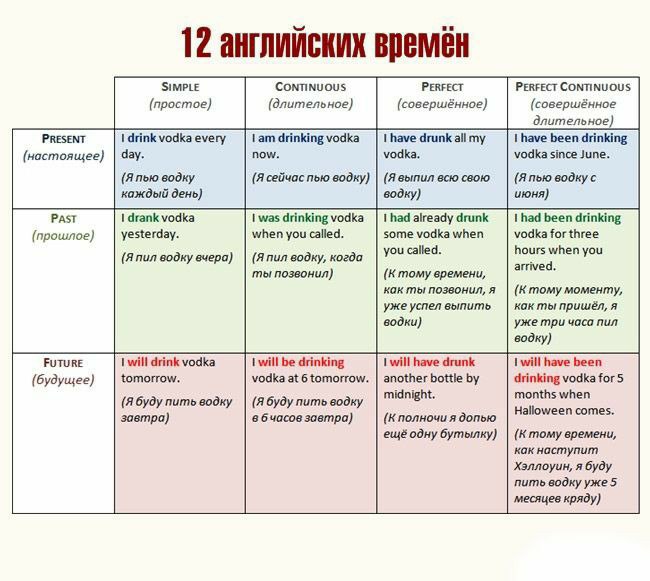 12 английских времён
SIMPLE
(простое)
CONTINUOUS
(длительное)
PERFECT
(совершённое)
PERFECT CONTINUOUS
(совершённое
длительное)
PRESENT
(настоящее)
I drink vodka every
day.
(Я пью водку
каждый день)
I am drinking vodka
now.
(Я сейчас пью водку)
I have drunk all my
vodka.
(Я выпил всю свою
водку)
I have been drinking
vodka since June.
(Я пью водку с
июня)
PAST
(прошлое)
I drank vodka
yesterday.
(Я пил водку вчера)
I was drinking vodka
when you called.
(Я пил водку, когда
ты позвонил)
I had already drunk
some vodka when
you called.
(К тому времени,
как ты позвонил, я
уже успел выпить
водки)
I had been drinking
vodka for three
hours when you
arrived.
(К тому моменту,
как ты пришёл, я
уже три часа пил
водку)
FUTURE
(будущее)
I will drink vodka
tomorrow.
(Я буду пить водку
завтра)
I will be drinking
vodka at 6 tomorrow.
(Я буду пить водку
в 6 часов завтра)
I will have drunk
another bottle by
midnight.
(К полночи я допью
ещё одну бутылку)
I will have been
drinking vodka for 5
months when
Halloween comes.
(К тому времени,
как наступит
Хэллоуин, я буду
пить водку уже 5
месяцев кряду)